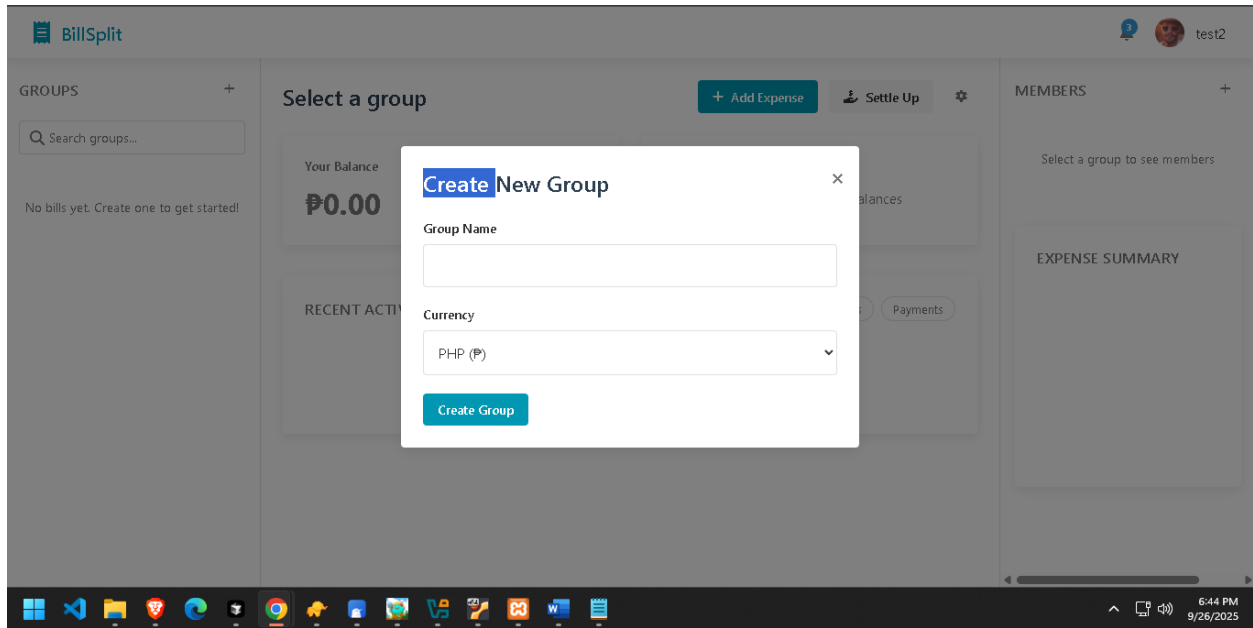 BillSplit
3
test2
GROUPS +
Search groups...
No bills yet. Create one to get started!
Select a group
+ Add Expense
Settle Up
Your Balance
₱0.00
alances
RECENT ACTIV
Payments
Create New Group
×
Group Name
Currency
PHP (₱)
Create Group
MEMBERS +
Select a group to see members
EXPENSE SUMMARY
6:44 PM
9/26/2025